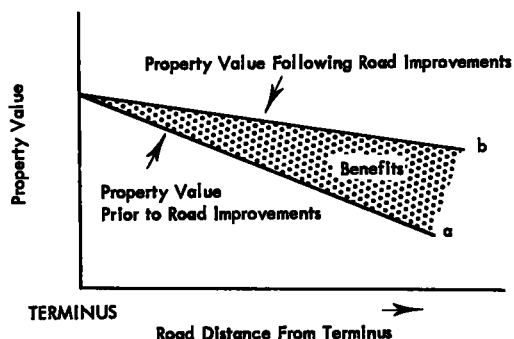 Property Value Following Road Improvements
Property Value
b
Benefits
Property Value
Prior to Road Improvements
a
TERMINUS
Road Distance From Terminus